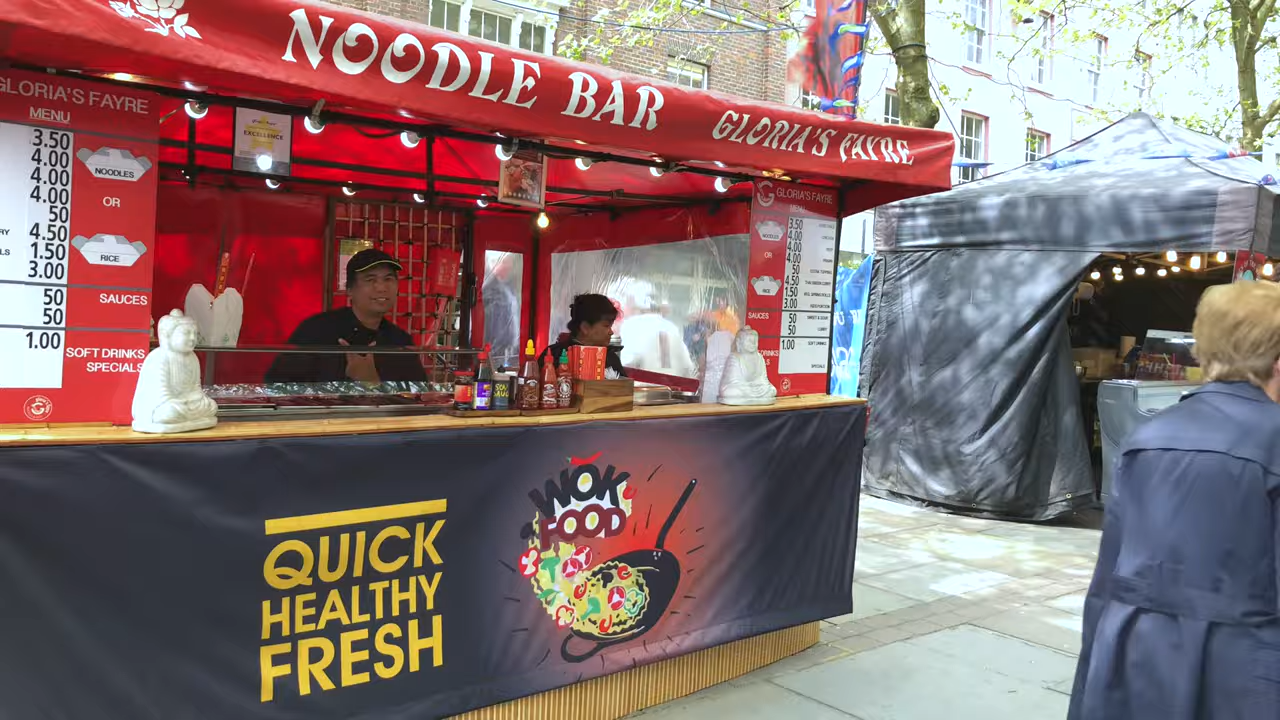 NOODLE BAR
GLORIA'S FAYRE
GLORIA'S FAYRE
MENU
3.50
4.00
4.00
4.00
50
4.50
1.50
3.00
50
50
1.00
NOODLES
OR
RICE
SAUCES
SOFT DRINKS
SPECIALS
EXCELLENCE
GLORIA'S FAYRE
MENU
NOODLES
OR
RICE
SAUCES
3.50
4.00
4.00
4.00
50
4.50
1.50
3.00
50
50
1.00
QUICK
HEALTHY
FRESH
WOK
FOOD